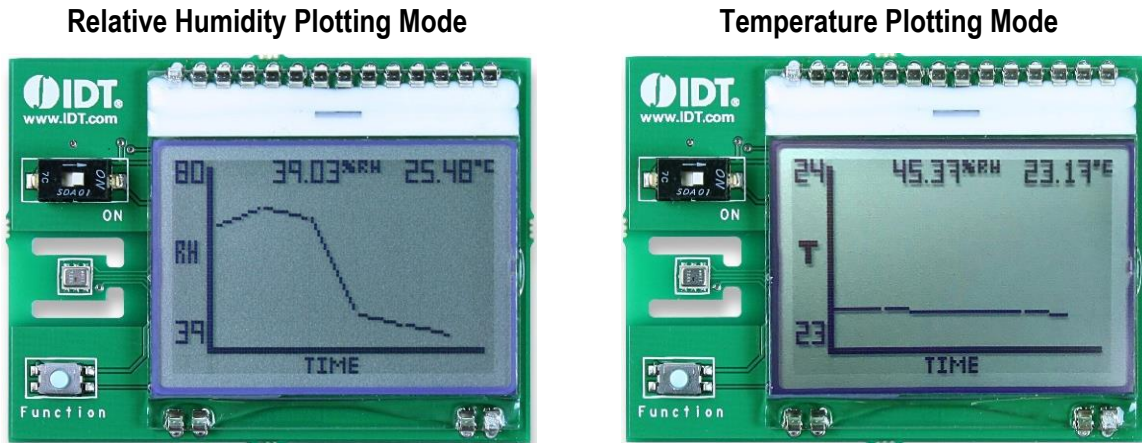 Relative Humidity Plotting Mode
IDT®
www.IDT.com
7C
SDA01
ON
ON
80
39.03%RH 25.48°C
RH
39
TIME
Function
Temperature Plotting Mode
IDT®
www.IDT.com
7C
SDA01
ON
ON
24
45.37%RH 23.17°C
T
23
TIME
Function